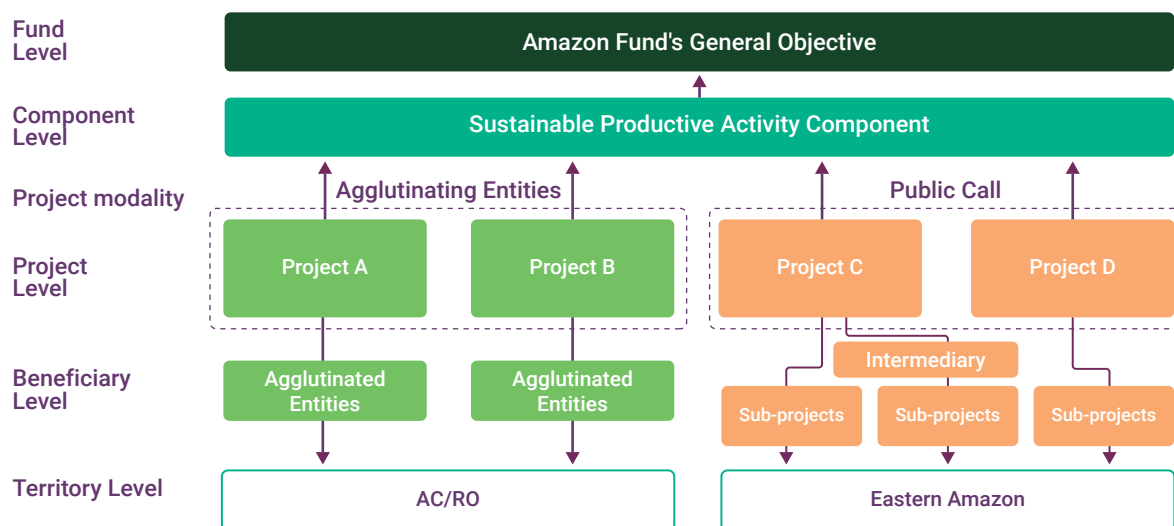 Fund
Level
Amazon Fund's General Objective
Component
Level
Sustainable Productive Activity Component
Project modality
Agglutinating Entities
Public Call
Project
Level
Project A
Project B
Project C
Project D
Beneficiary
Level
Agglutinated
Entities
Agglutinated
Entities
Intermediary
Sub-projects
Sub-projects
Sub-projects
Territory Level
AC/RO
Eastern Amazon